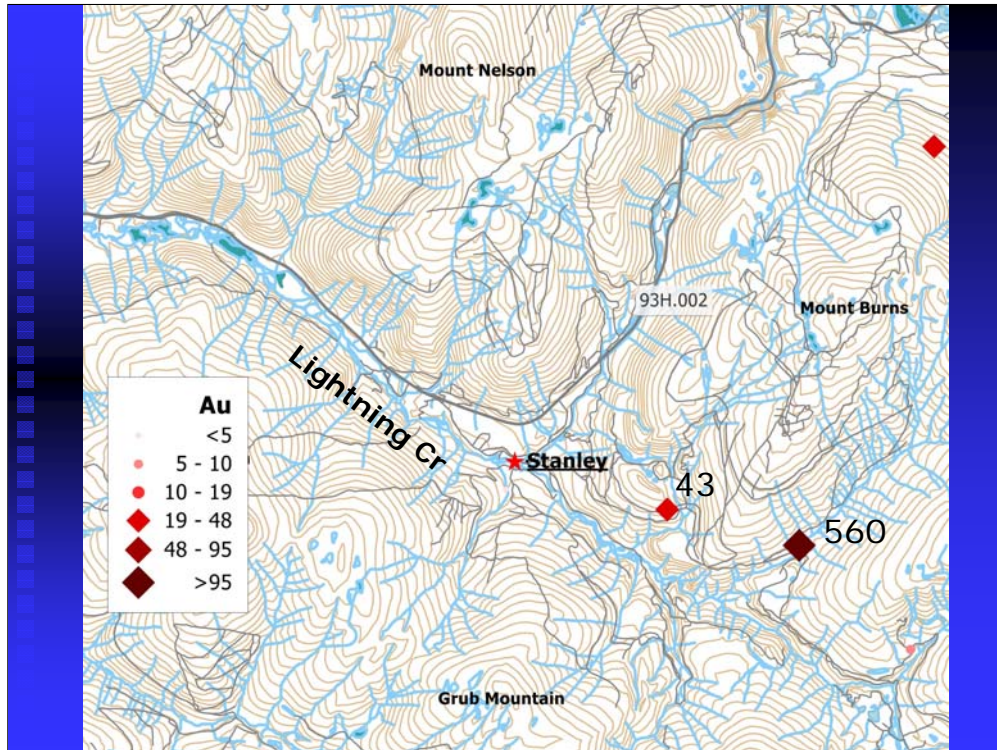 Mount Nelson
93H.002
Mount Burns
Lightning Cr
Au
<5
5 - 10
10 - 19
19 - 48
48 - 95
>95
Stanley
43
560
Grub Mountain